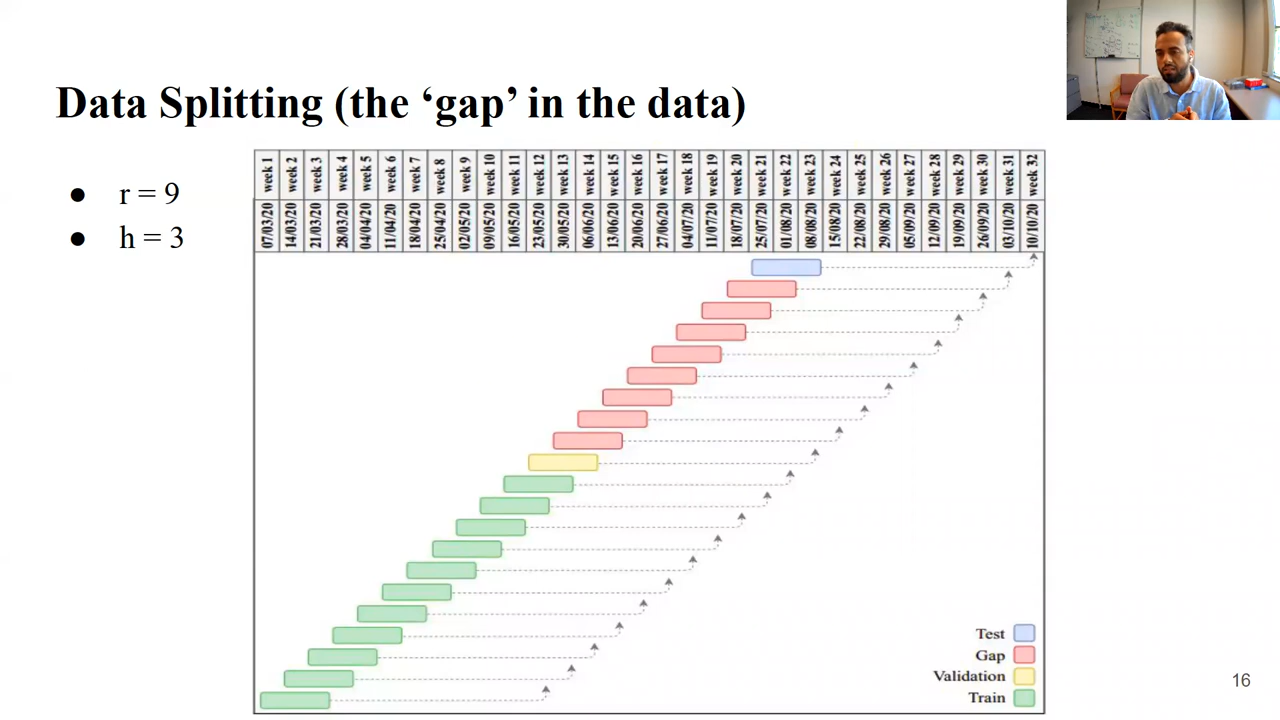 Data Splitting (the ‘gap’ in the data)
● r = 9
● h = 3
week 1 week 2 week 3 week 4 week 5 week 6 week 7 week 8 week 9 week 10 week 11 week 12 week 13 week 14 week 15 week 16 week 17 week 18 week 19 week 20 week 21 week 22 week 23 week 24 week 25 week 26 week 27 week 28 week 29 week 30 week 31 week 32
07/03/20 14/03/20 21/03/20 28/03/20 04/04/20 11/04/20 18/04/20 25/04/20 02/05/20 09/05/20 16/05/20 23/05/20 30/05/20 06/06/20 13/06/20 20/06/20 27/06/20 04/07/20 11/07/20 18/07/20 25/07/20 01/08/20 08/08/20 15/08/20 22/08/20 29/08/20 05/09/20 12/09/20 19/09/20 26/09/20 03/10/20 10/10/20
Test
Gap
Validation
Train
16